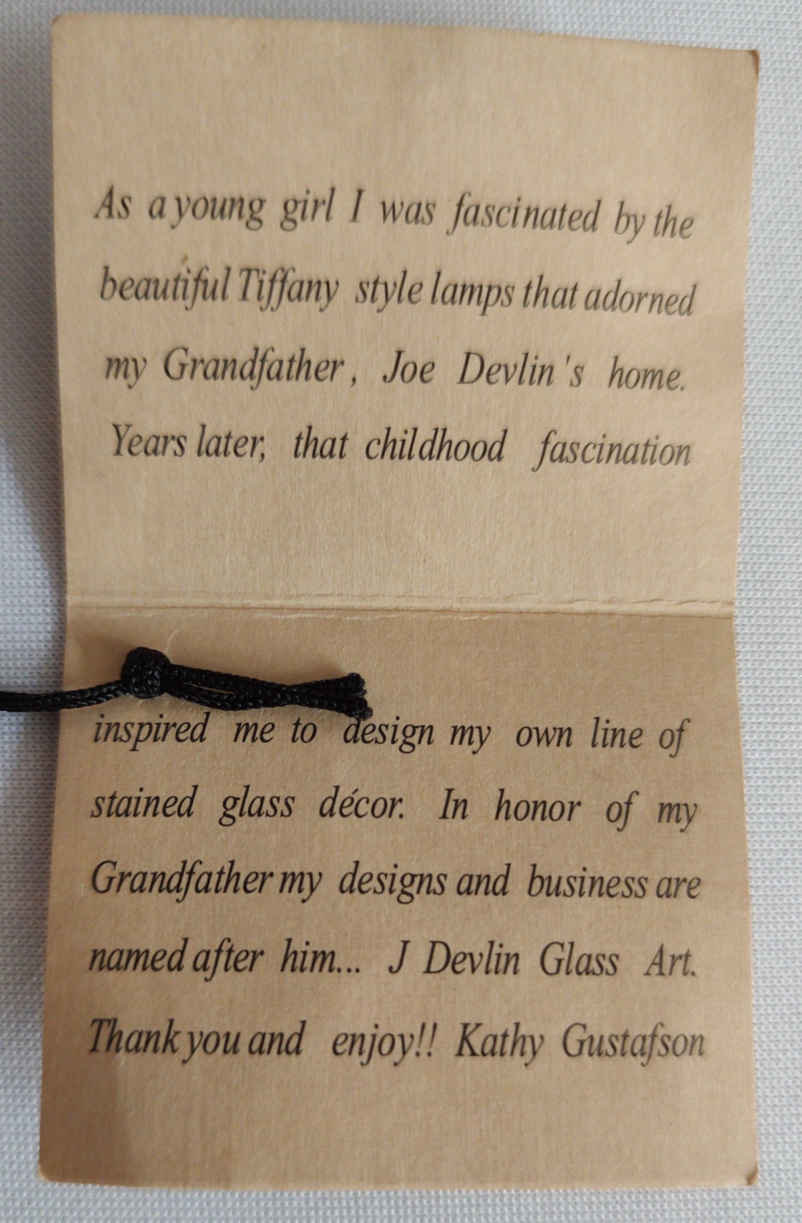 As a young girl I was fascinated by the
beautiful Tiffany style lamps that adorned
my Grandfather, Joe Devlin's home.
Years later, that childhood fascination
inspired me to design my own line of
stained glass décor. In honor of my
Grandfather my designs and business are
named after him... J Devlin Glass Art.
Thank you and enjoy!! Kathy Gustafson